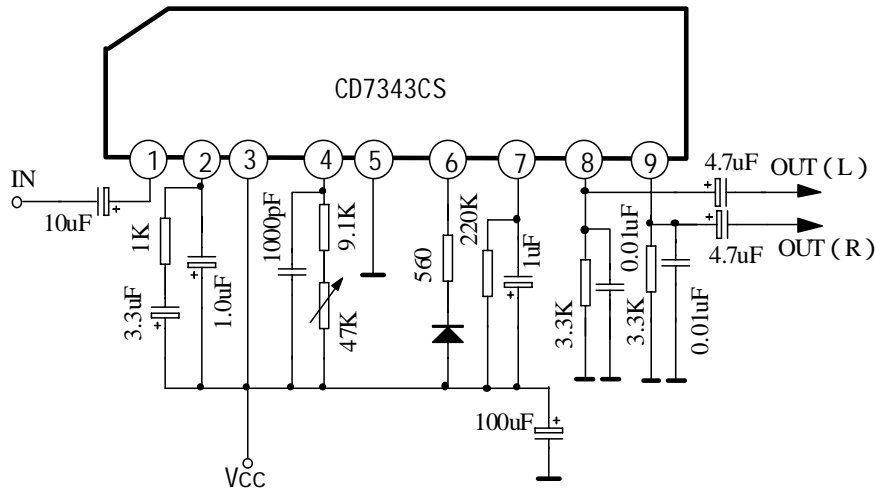 CD7343CS
1 2 3 4 5 6 7 8 9
IN
10uF
+
1K
3.3uF
+
1.0uF
+
1000pF
9.1K
47K
560
220K
1uF
+
3.3K
0.01uF
3.3K
0.01uF
4.7uF
+
OUT(L)
+
4.7uF
OUT(R)
100uF
+
VCC